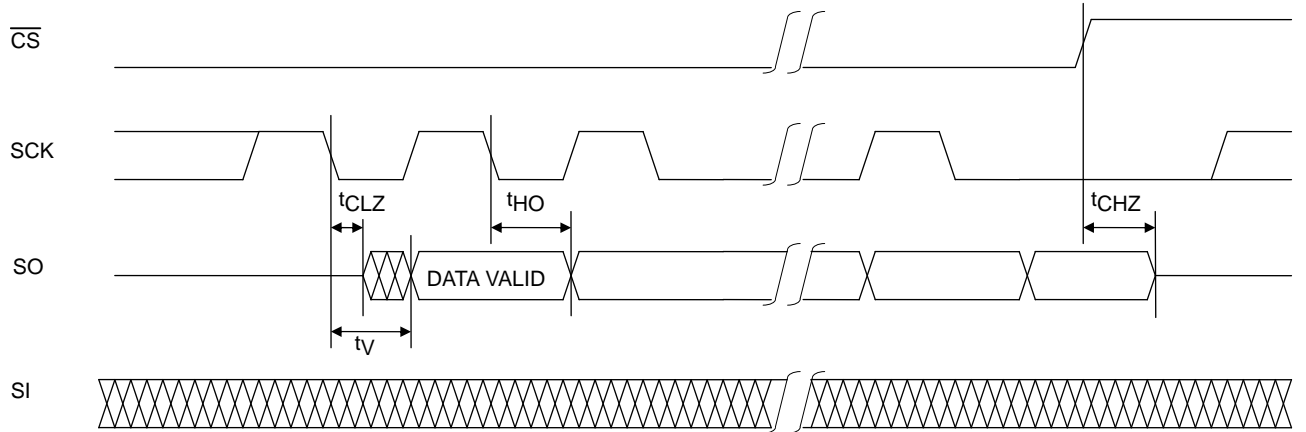 CS
SCK
tCLZ
tHO
tCHZ
SO
DATA VALID
tV
SI